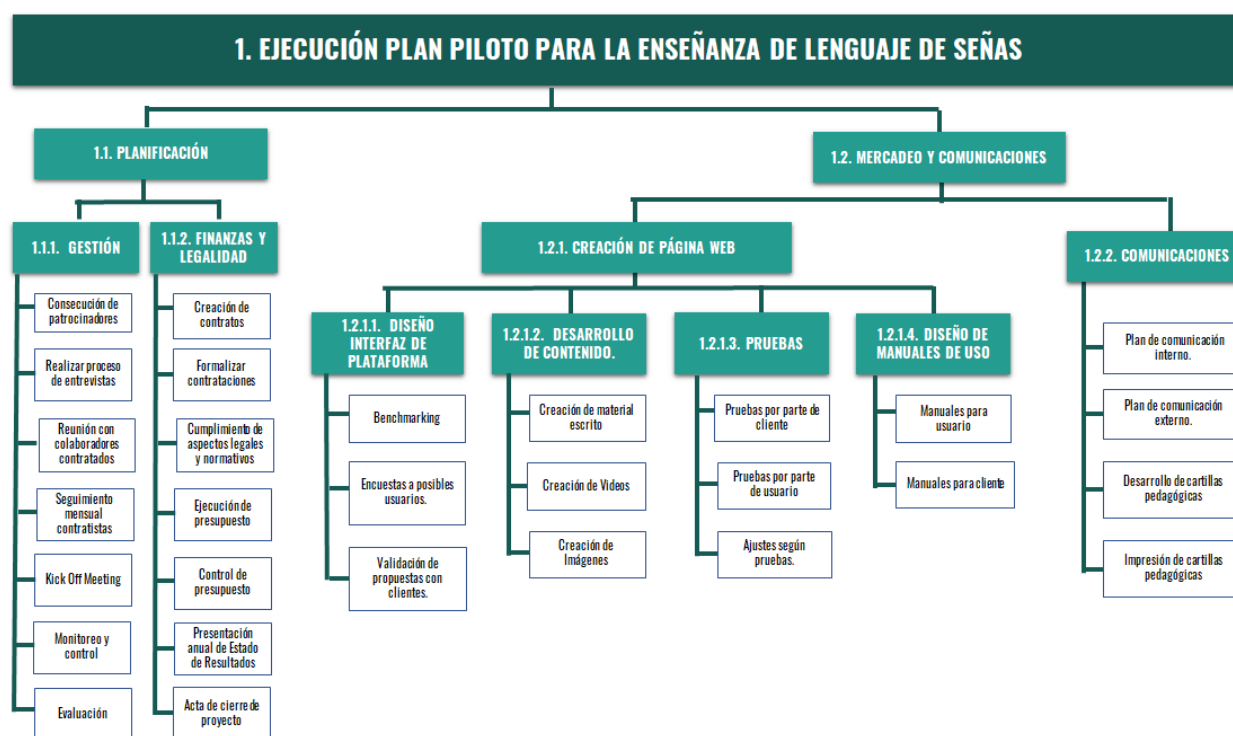 1. EJECUCIÓN PLAN PILOTO PARA LA ENSEÑANZA DE LENGUAJE DE SEÑAS
1.1. PLANIFICACIÓN
1.2. MERCADEO Y COMUNICACIONES
1.1.1. GESTIÓN
Consecución de
patrocinadores
Realizar proceso
de entrevistas
Reunión con
colaboradores
contratados
Seguimiento
mensual
contratistas
Kick Off Meeting
Monitoreo y
control
Evaluación
1.1.2. FINANZAS Y
LEGALIDAD
Creación de
contratos
Formalizar
contrataciones
Cumplimiento de
aspectos legales
y normativos
Ejecución de
presupuesto
Control de
presupuesto
Presentación
anual de Estado
de Resultados
Acta de cierre de
proyecto
1.2.1. CREACIÓN DE PÁGINA WEB
1.2.1.1. DISEÑO
INTERFAZ DE
PLATAFORMA
Benchmarking
Encuestas a posibles
usuarios.
Validación de
propuestas con
clientes.
1.2.1.2. DESARROLLO
DE CONTENIDO.
Creación de material
escrito
Creación de Videos
Creación de
Imágenes
1.2.1.3. PRUEBAS
Pruebas por parte de
cliente
Pruebas por parte
de usuario
Ajustes según
pruebas.
1.2.1.4. DISEÑO DE
MANUALES DE USO
Manuales para
usuario
Manuales para cliente
1.2.2. COMUNICACIONES
Plan de comunicación
interno.
Plan de comunicación
externo.
Desarrollo de cartillas
pedagógicas
Impresión de cartillas
pedagógicas